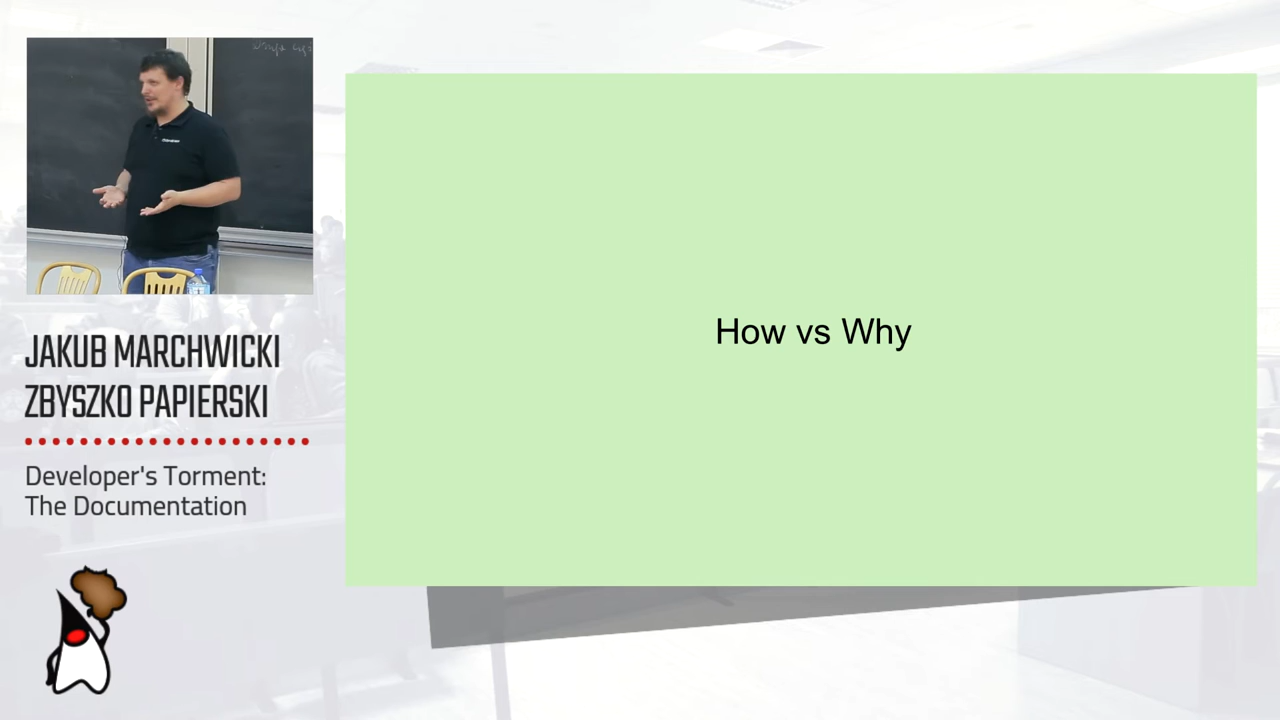 JAKUB MARCHWICKI
ZBYSZKO PAPIERSKI
Developer's Torment:
The Documentation
How vs Why